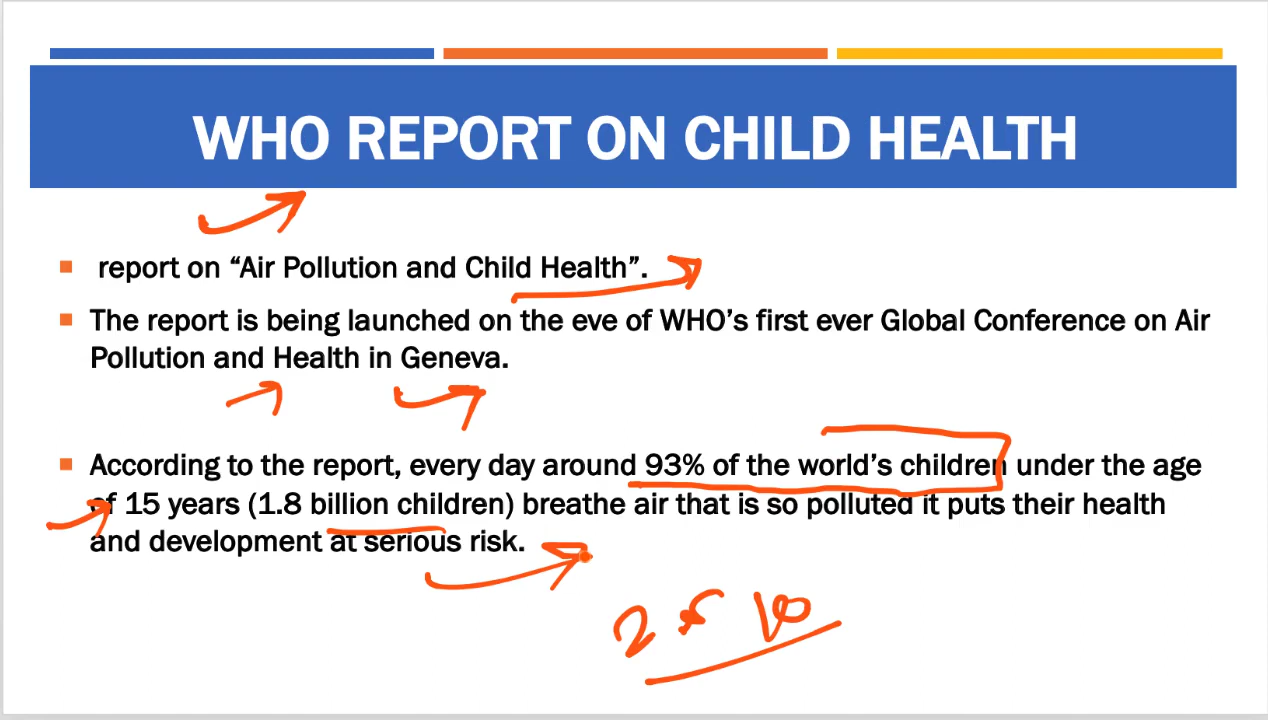 WHO REPORT ON CHILD HEALTH
report on “Air Pollution and Child Health”.
The report is being launched on the eve of WHO’s first ever Global Conference on Air
Pollution and Health in Geneva.
According to the report, every day around 93% of the world’s children under the age
of 15 years (1.8 billion children) breathe air that is so polluted it puts their health
and development at serious risk.